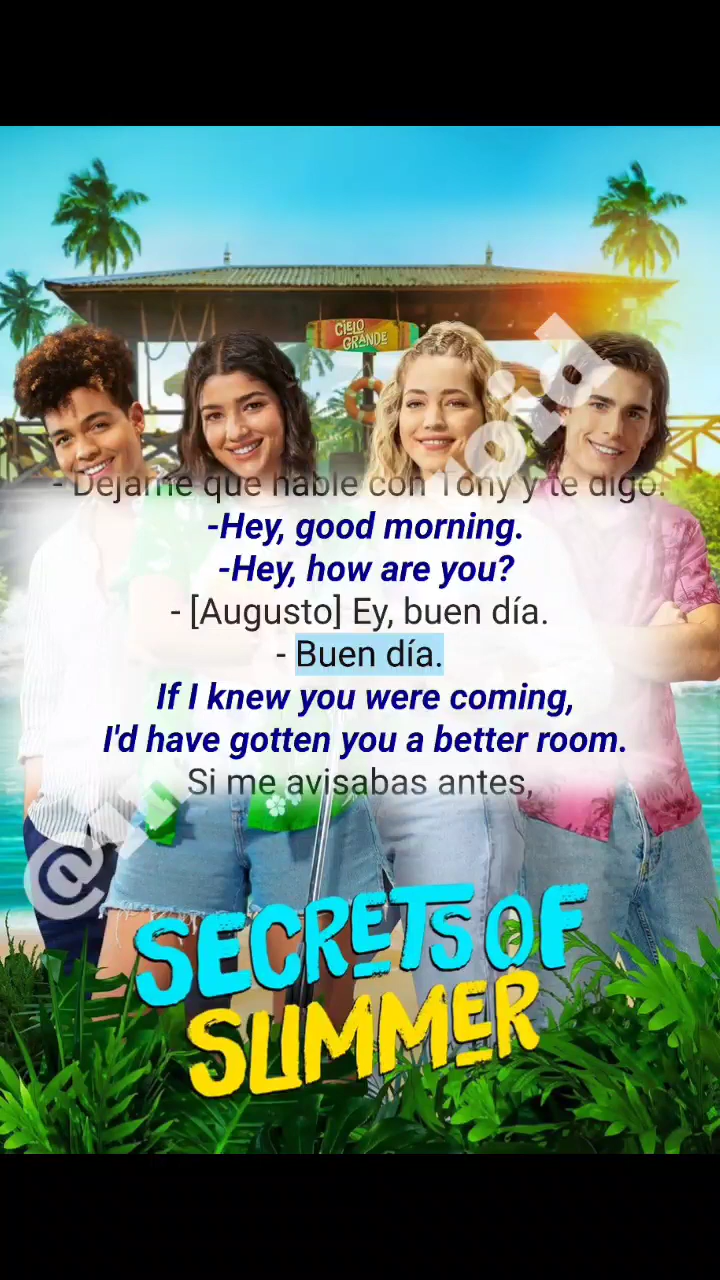 CIELO
GRANDE
- Déjame que hable con Tony y te digo.
-Hey, good morning.
-Hey, how are you?
- [Augusto] Ey, buen día.
- Buen día.
If I knew you were coming,
I'd have gotten you a better room.
Si me avisabas antes,
SECRETS OF
SUMMER